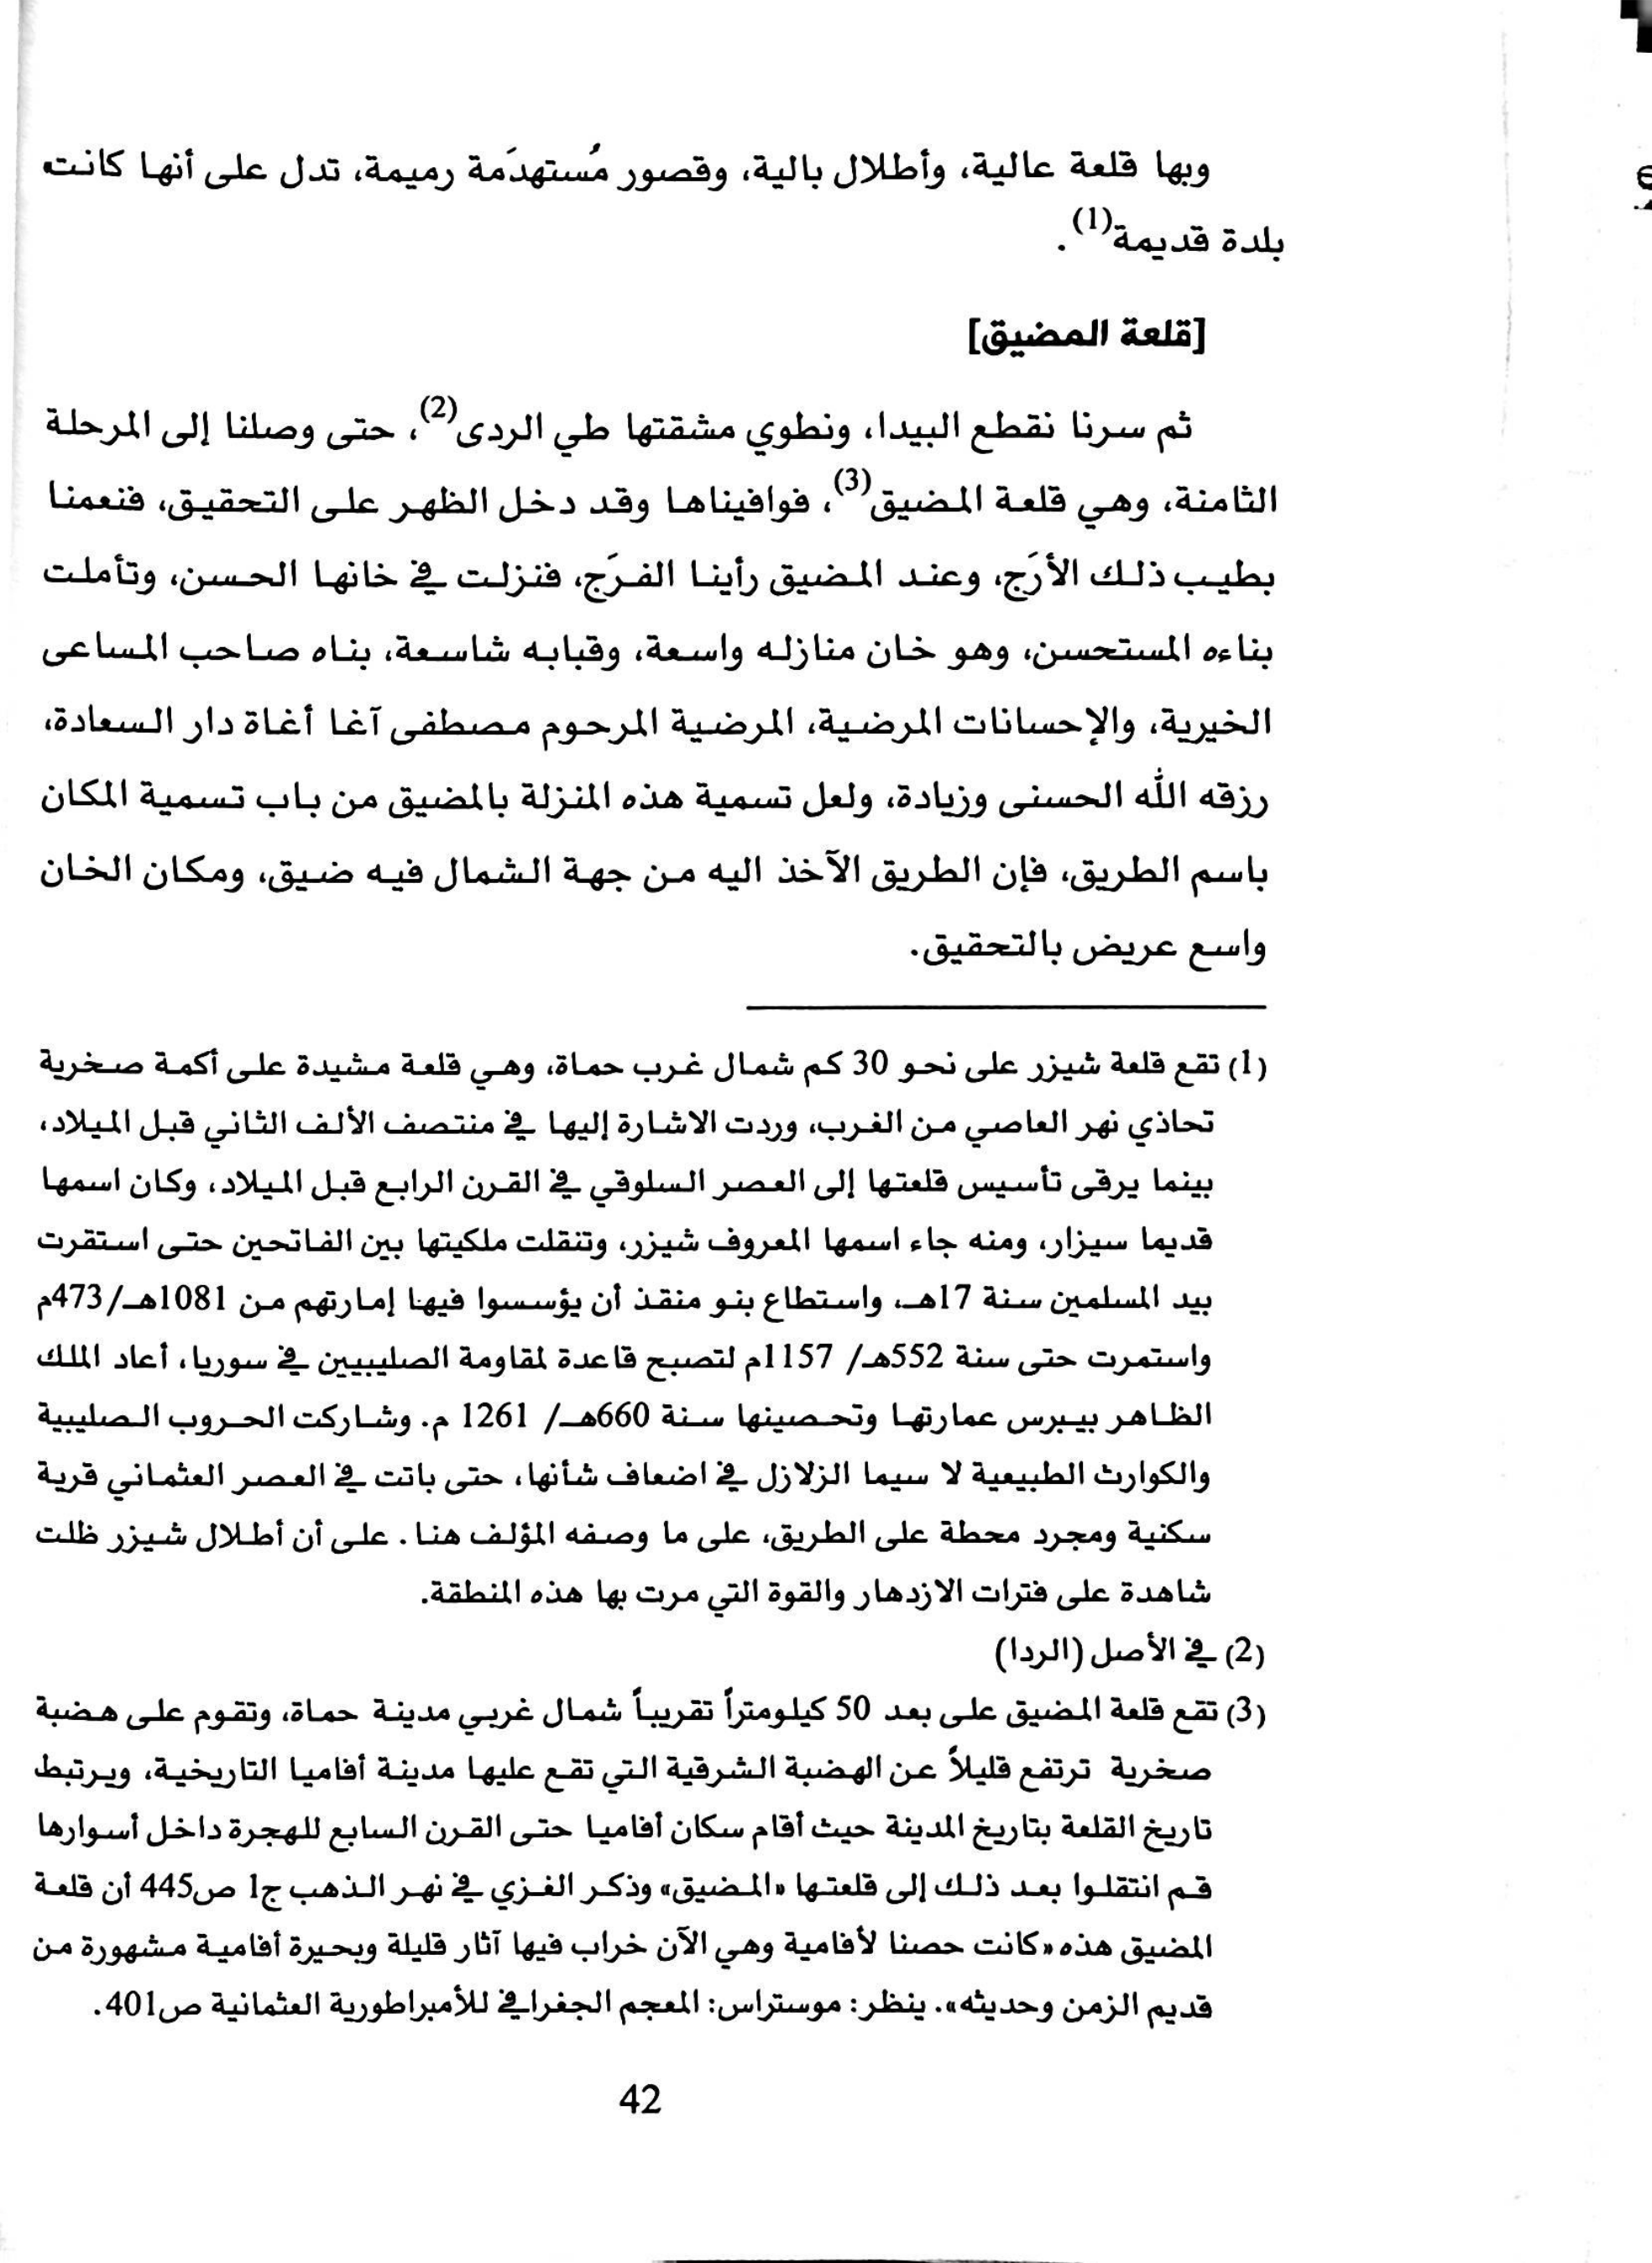 وبها قلعة عالية، وأطلال بالية، وقصور مُستهدَمة رميمة، تدل على أنها كانت
بلدة قديمة(1).
[قلعة المضيق]
ثم سرنا نقطع البيدا، ونطوي مشقتها طي الردى(2)، حتى وصلنا إلى المرحلة
الثامنة، وهي قلعة المضيق(3)، فوافيناها وقد دخل الظهر على التحقيق، فنعمنا
بطيب ذلك الأرَج، وعند المضيق رأينا الفرَج، فنزلت في خانها الحسن، وتأملت
بناءه المستحسن، وهو خان منازله واسعة، وقبابه شاسعة، بناه صاحب المساعى
الخيرية، والإحسانات المرضية، المرضية المرحوم مصطفى آغا أغاة دار السعادة،
رزقه الله الحسنى وزيادة، ولعل تسمية هذه المنزلة بالمضيق من باب تسمية المكان
باسم الطريق، فإن الطريق الآخذ اليه من جهة الشمال فيه ضيق، ومكان الخان
واسع عريض بالتحقيق.
(1) تقع قلعة شيزر على نحو 30 كم شمال غرب حماة، وهي قلعة مشيدة على أكمة صخرية
تحاذي نهر العاصي من الغرب، وردت الاشارة إليها في منتصف الألف الثاني قبل الميلاد،
بينما يرقى تأسيس قلعتها إلى العصر السلوقي في القرن الرابع قبل الميلاد، وكان اسمها
قديما سيزار، ومنه جاء اسمها المعروف شيزر، وتنقلت ملكيتها بين الفاتحين حتى استقرت
بيد المسلمين سنة 17هـ، واستطاع بنو منقذ أن يؤسسوا فيها إمارتهم من 1081هـ/473م
واستمرت حتى سنة 552هـ/ 1157م لتصبح قاعدة لمقاومة الصليبيين في سوريا، أعاد الملك
الظاهر بيبرس عمارتها وتحصينها سنة 660هـ/ 1261 م. وشاركت الحروب الصليبية
والكوارث الطبيعية لا سيما الزلازل في اضعاف شأنها، حتى باتت في العصر العثماني قرية
سكنية ومجرد محطة على الطريق، على ما وصفه المؤلف هنا. على أن أطلال شيزر ظلت
شاهدة على فترات الازدهار والقوة التي مرت بها هذه المنطقة.
(2) في الأصل (الردا)
(3) تقع قلعة المضيق على بعد 50 كيلومتراً تقريباً شمال غربي مدينة حماة، وتقوم على هضبة
صخرية ترتفع قليلاً عن الهضبة الشرقية التي تقع عليها مدينة أفاميا التاريخية، ويرتبط
تاريخ القلعة بتاريخ المدينة حيث أقام سكان أفاميا حتى القرن السابع للهجرة داخل أسوارها
قم انتقلوا بعد ذلك إلى قلعتها «المضيق» وذكر الغزي في نهر الذهب ج1 ص445 أن قلعة
المضيق هذه «كانت حصنا لأفامية وهي الآن خراب فيها آثار قليلة وبحيرة أفامية مشهورة من
قديم الزمن وحديثه». ينظر: موستراس: المعجم الجغرافي للأمبراطورية العثمانية ص401.
42